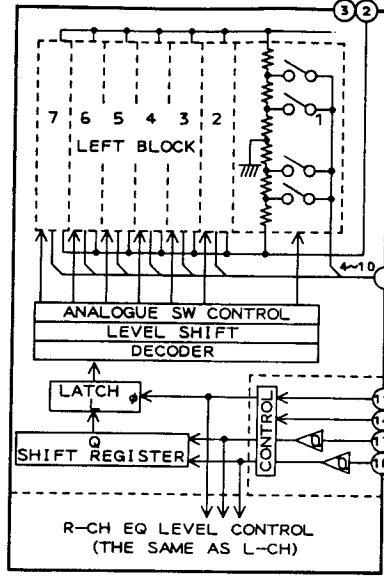 3 2
7 6 5 4 3 2 1
LEFT BLOCK
4~10
ANALOGUE SW CONTROL
LEVEL SHIFT
DECODER
LATCH ø
L
Q
SHIFT REGISTER
CONTROL
R-CH EQ LEVEL CONTROL
(THE SAME AS L-CH)